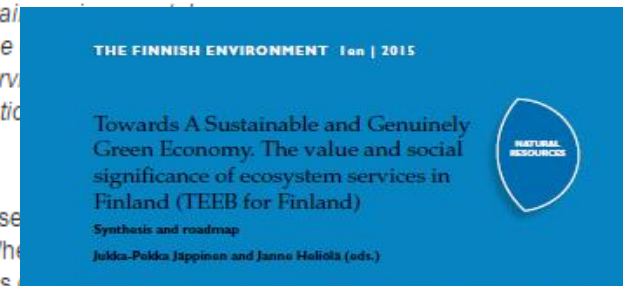 THE FINNISH ENVIRONMENT 1en | 2015
Towards A Sustainable and Genuinely
Green Economy. The value and social
significance of ecosystem services in
Finland (TEEB for Finland)
Synthesis and roadmap
Jukka-Pekka Jäppinen and Janne Heliölä (eds.)
NATURAL
RESOURCES